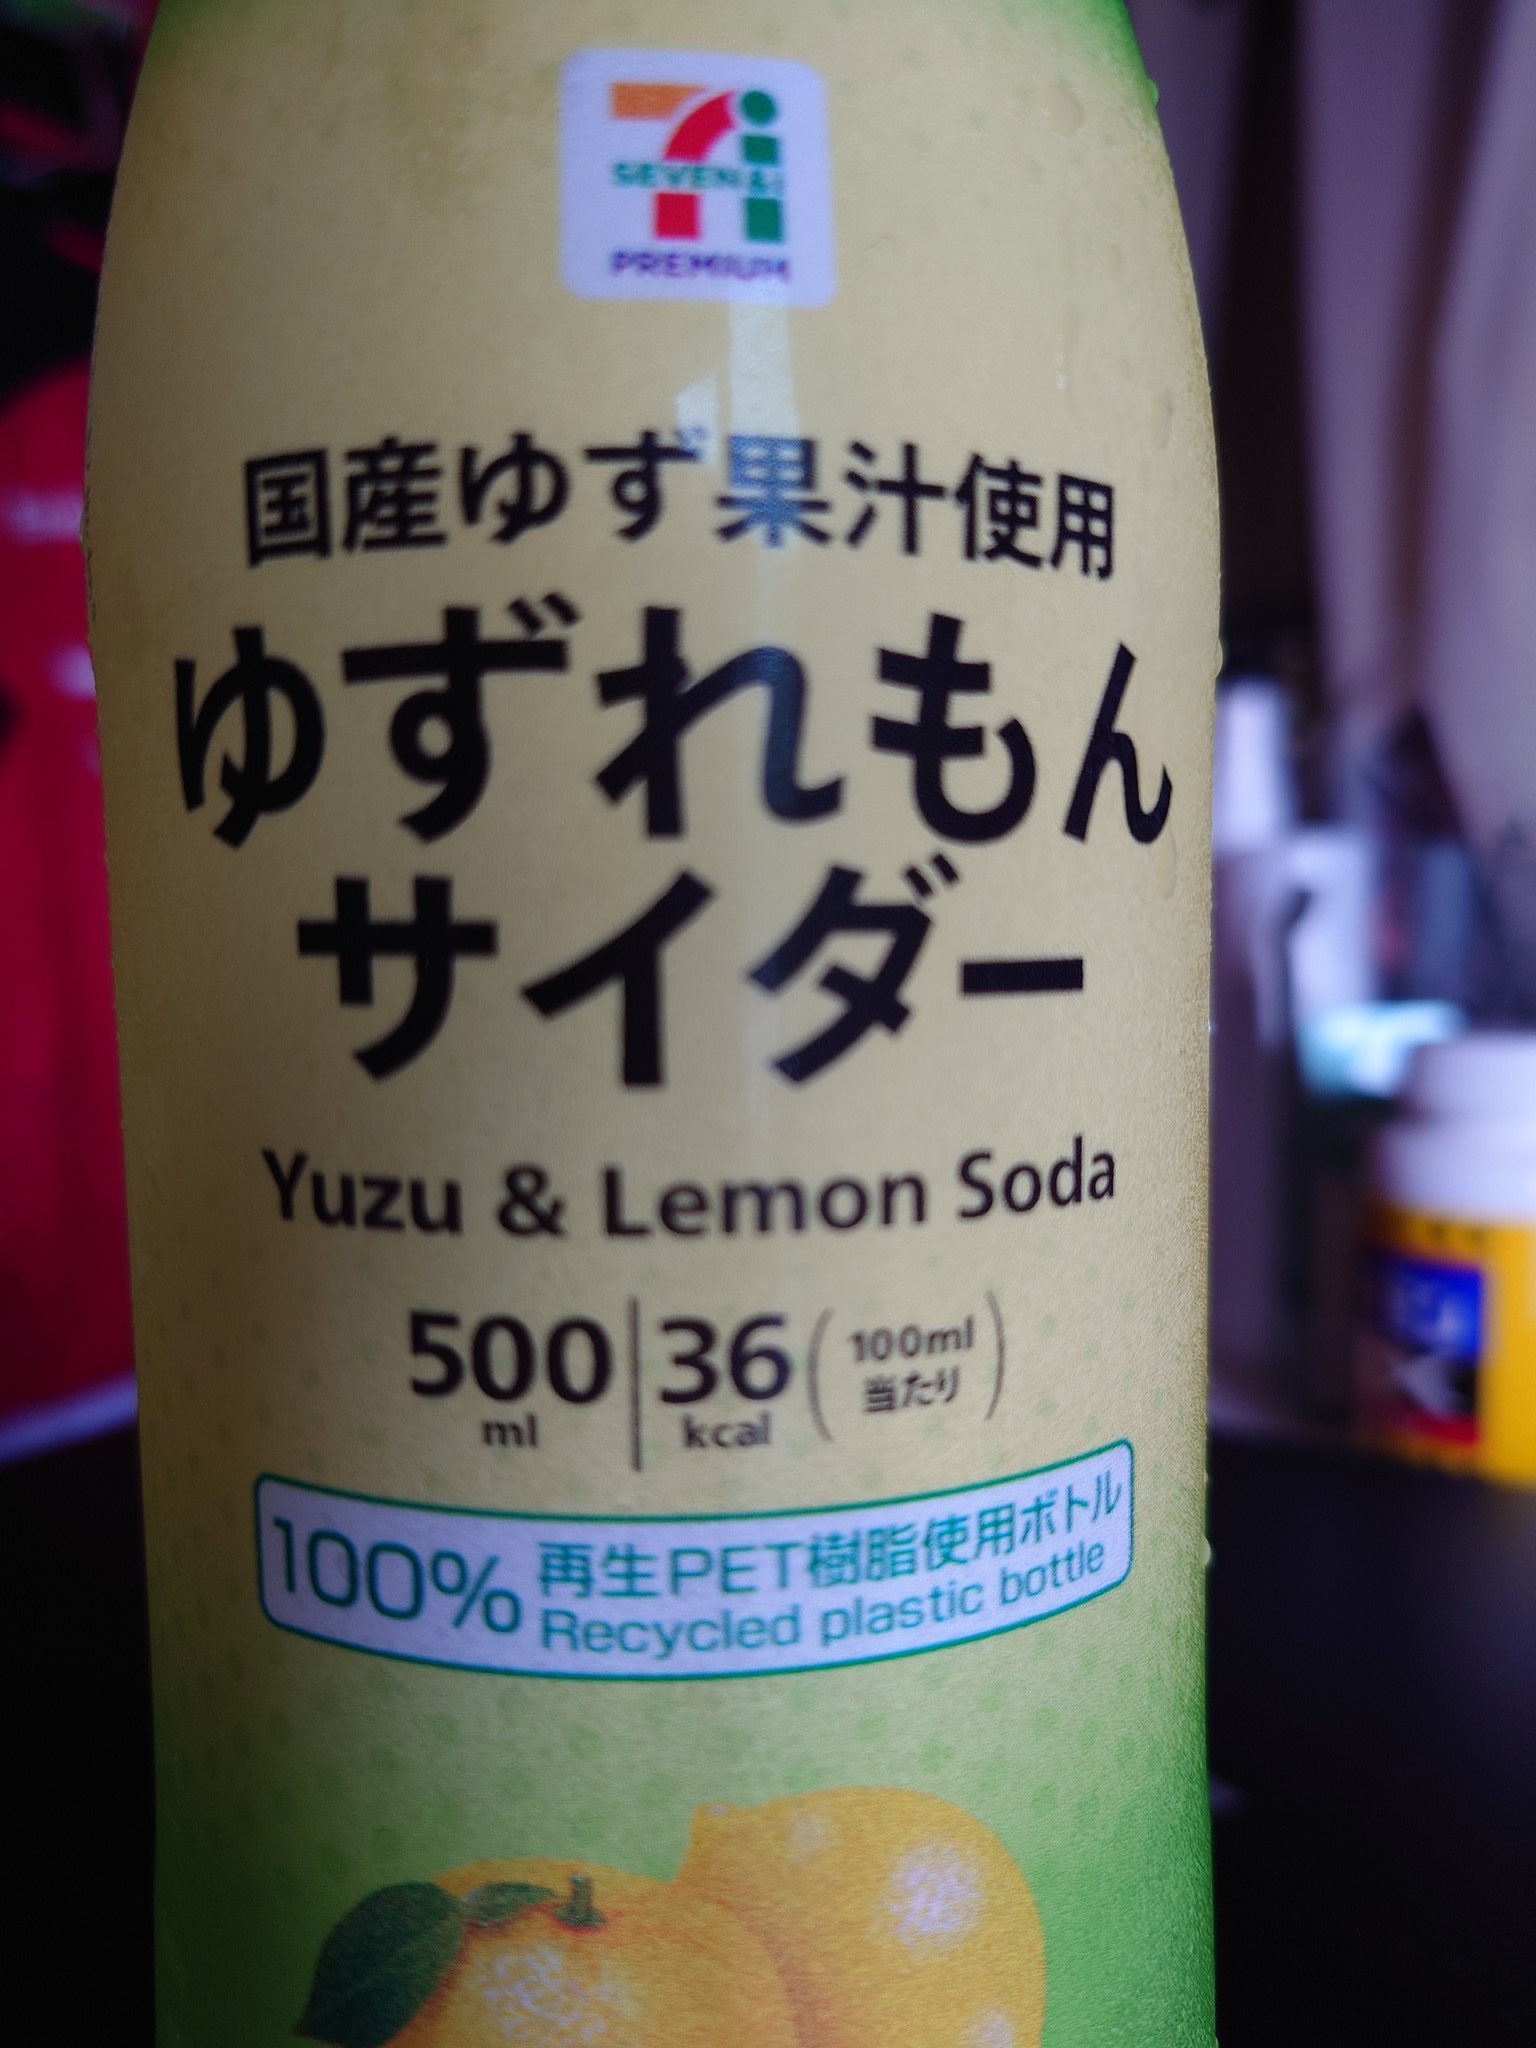 SEVEN&i
PREMIUM
国産ゆず果汁使用
ゆずれもん
サイダー
Yuzu & Lemon Soda
500 ml 36 kcal (100ml 当たり)
100% 再生PET樹脂使用ボトル
Recycled plastic bottle